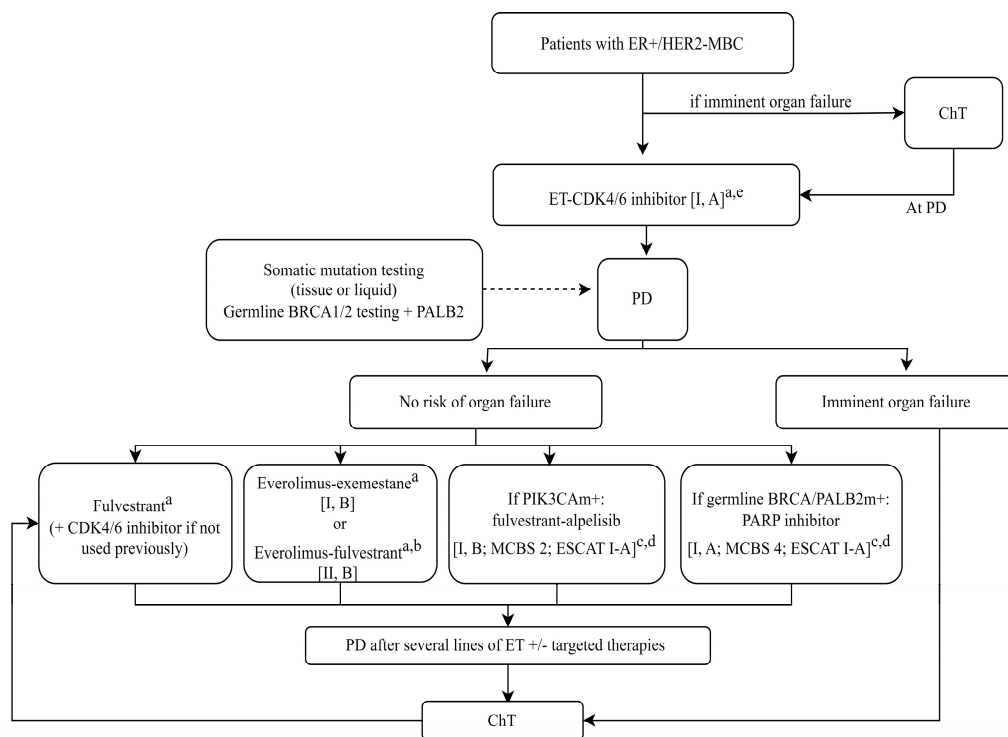 Patients with ER+/HER2-MBC
if imminent organ failure
ChT
ET-CDK4/6 inhibitor [I, A]a,e
At PD
Somatic mutation testing
(tissue or liquid)
Germline BRCA1/2 testing + PALB2
PD
No risk of organ failure
Imminent organ failure
Fulvestranta
(+ CDK4/6 inhibitor if not
used previously)
Everolimus-exemestanea
[I, B]
or
Everolimus-fulvestranta,b
[II, B]
If PIK3CAm+:
fulvestrant-alpelisib
[I, B; MCBS 2; ESCAT I-A]c,d
If germline BRCA/PALB2m+:
PARP inhibitor
[I, A; MCBS 4; ESCAT I-A]c,d
PD after several lines of ET +/- targeted therapies
ChT